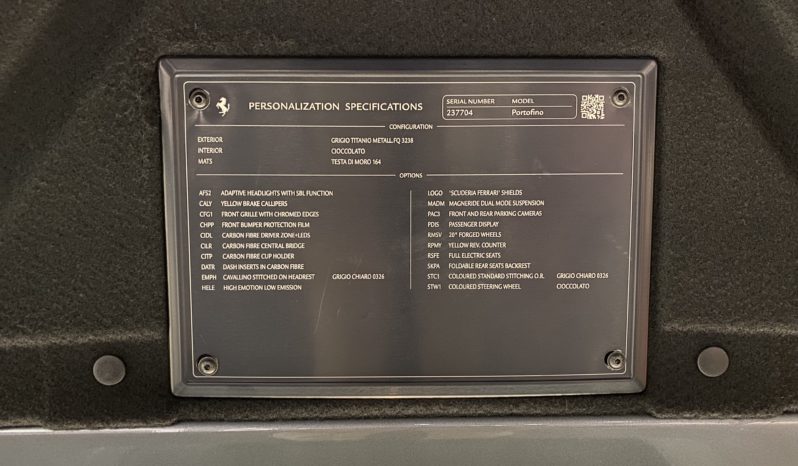 PERSONALIZATION SPECIFICATIONS
SERIAL NUMBER MODEL
237704 Portofino
CONFIGURATION
EXTERIOR GRIGIO TITANIO METALL.FQ 3238
INTERIOR CIOCCOLATO
MATS TESTA DI MORO 164
OPTIONS
AFS2 ADAPTIVE HEADLIGHTS WITH SBL FUNCTION
CALY YELLOW BRAKE CALLIPERS
CFG1 FRONT GRILLE WITH CHROMED EDGES
CHPP FRONT BUMPER PROTECTION FILM
CIDL CARBON FIBRE DRIVER ZONE+LEDS
CILR CARBON FIBRE CENTRAL BRIDGE
CITP CARBON FIBRE CUP HOLDER
DATR DASH INSERTS IN CARBON FIBRE
EMPH CAVALLINO STITCHED ON HEADREST GRIGIO CHIARO 0326
HELE HIGH EMOTION LOW EMISSION
LOGO 'SCUDERIA FERRARI' SHIELDS
MADM MAGNERIDE DUAL MODE SUSPENSION
PAC3 FRONT AND REAR PARKING CAMERAS
PDIS PASSENGER DISPLAY
RMSV 20" FORGED WHEELS
RPMY YELLOW REV. COUNTER
RSFE FULL ELECTRIC SEATS
SKPA FOLDABLE REAR SEATS BACKREST
STC1 COLOURED STANDARD STITCHING O.R. GRIGIO CHIARO 0326
STW1 COLOURED STEERING WHEEL CIOCCOLATO